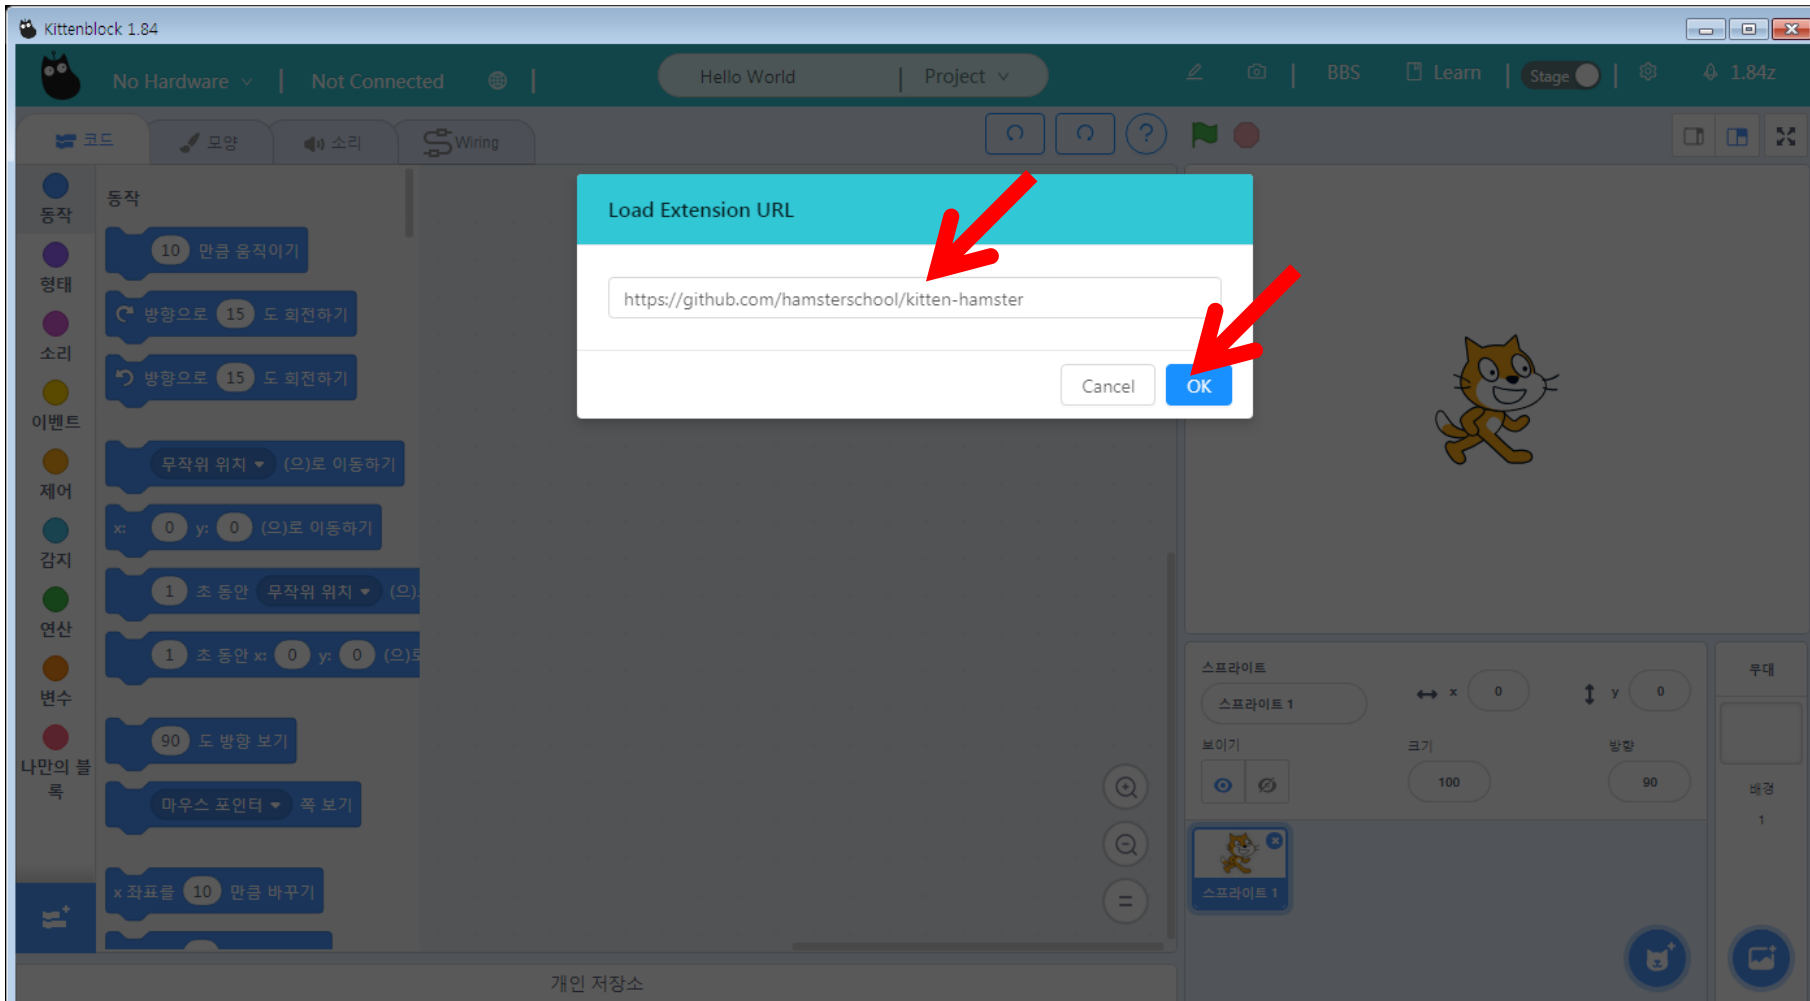 Kittenblock 1.84
No Hardware
Not Connected
Hello World
Project
BBS
Learn
Stage
1.84z
코드
모양
소리
Wiring
동작
형태
소리
이벤트
제어
감지
연산
변수
나만의 블
록
동작
10 만큼 움직이기
방향으로 15 도 회전하기
방향으로 15 도 회전하기
무작위 위치 (으)로 이동하기
x: 0 y: 0 (으)로 이동하기
1 초 동안 무작위 위치 (으)
1 초 동안 x: 0 y: 0 (으)로
90 도 방향 보기
마우스 포인터 쪽 보기
x 좌표를 10 만큼 바꾸기
Load Extension URL
https://github.com/hamsterschool/kitten-hamster
Cancel
OK
스프라이트
스프라이트 1
x 0
y 0
보이기
크기
방향
100
90
스프라이트 1
무대
배경
1
개인 저장소